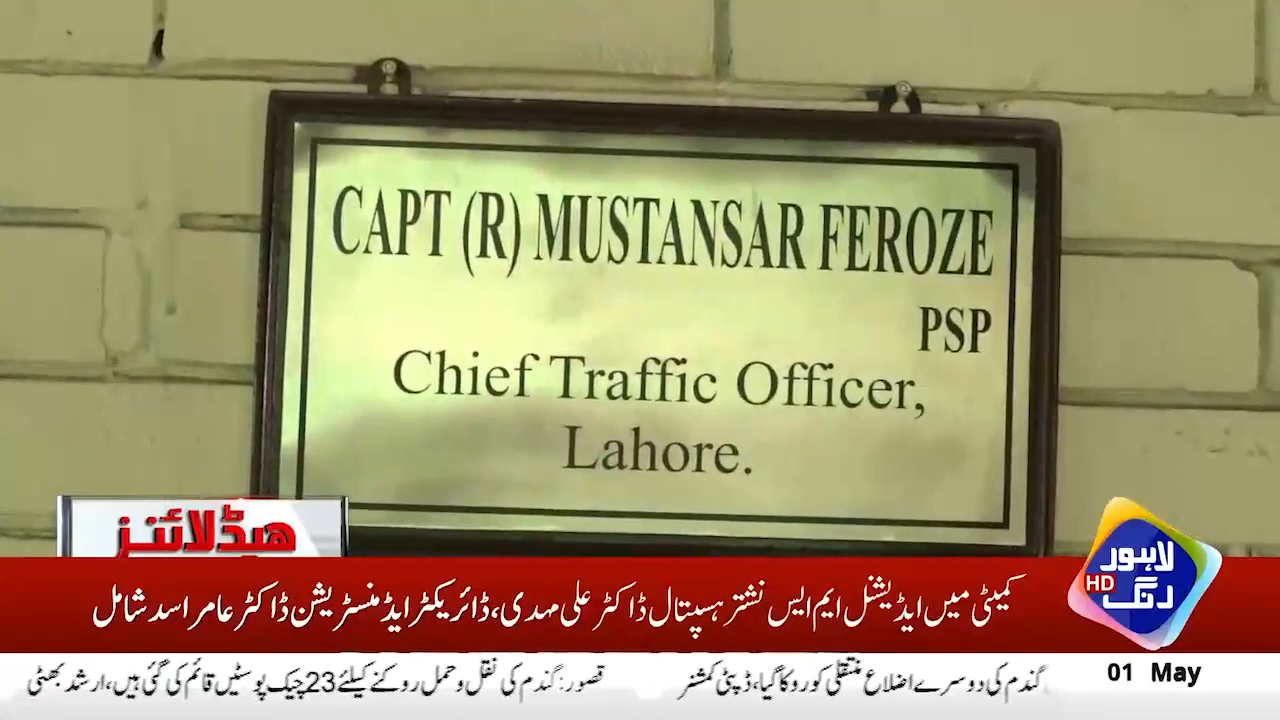 CAPT (R) MUSTANSAR FEROZE
PSP
Chief Traffic Officer,
Lahore.
ہیڈلائنز
لاہور
رنگ
HD
کمیٹی میں ایڈیشنل ایم ایس نشتر ہسپتال ڈاکٹر علی مہدی، ڈائریکٹر ایڈمنسٹریشن ڈاکٹر عامر اسد شامل
گندم کی دوسرے اضلاع منتقلی کو روکا گیا، ڈپٹی کمشنر
قصور: گندم کی نقل و حمل روکنے کیلئے 23 چیک پوسٹیں قائم کی گئی ہیں، ارشد بھٹی
01 May